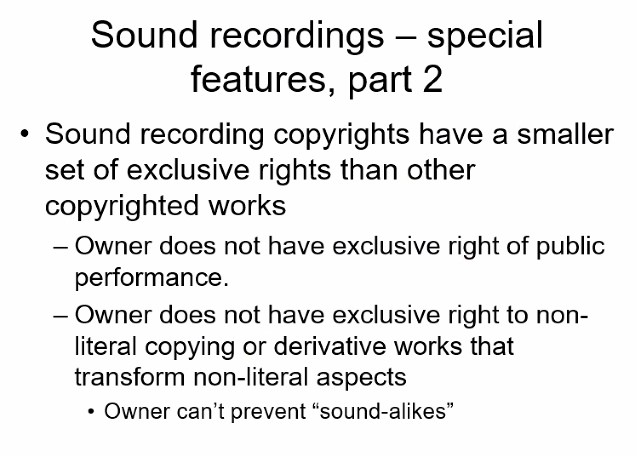 Sound recordings – special
features, part 2
• Sound recording copyrights have a smaller
set of exclusive rights than other
copyrighted works
– Owner does not have exclusive right of public
performance.
– Owner does not have exclusive right to non-
literal copying or derivative works that
transform non-literal aspects
• Owner can’t prevent “sound-alikes”